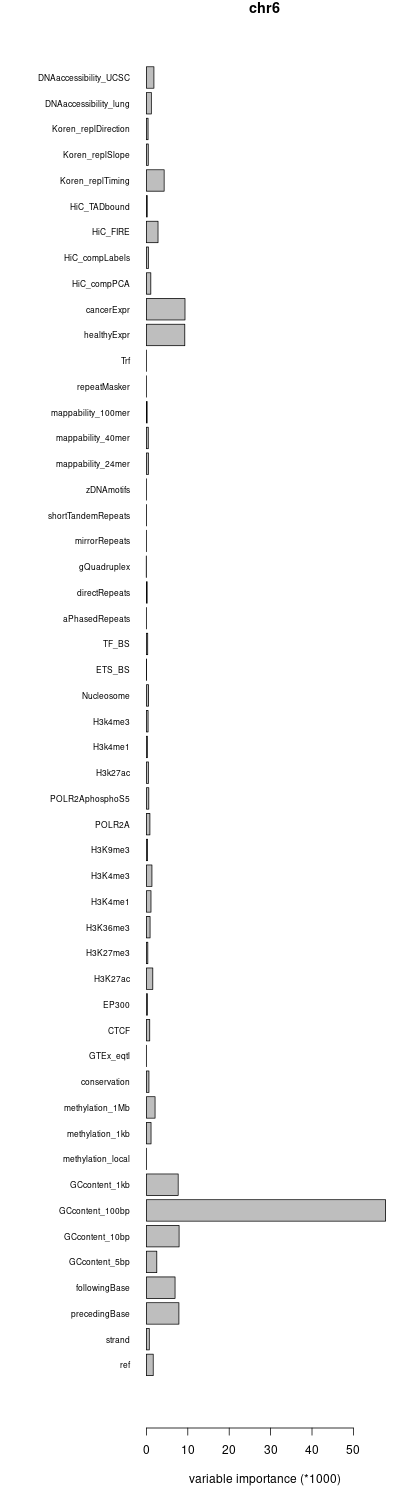 chr6
DNAaccessibility_UCSC
DNAaccessibility_lung
Koren_replDirection
Koren_replSlope
Koren_replTiming
HiC_TADbound
HiC_FIRE
HiC_compLabels
HiC_compPCA
cancerExpr
healthyExpr
Trf
repeatMasker
mappability_100mer
mappability_40mer
mappability_24mer
zDNAmotifs
shortTandemRepeats
mirrorRepeats
gQuadruplex
directRepeats
aPhasedRepeats
TF_BS
ETS_BS
Nucleosome
H3k4me3
H3k4me1
H3k27ac
POLR2AphosphoS5
POLR2A
H3K9me3
H3K4me3
H3K4me1
H3K36me3
H3K27me3
H3K27ac
EP300
CTCF
GTEx_eqtl
conservation
methylation_1Mb
methylation_1kb
methylation_local
GCcontent_1kb
GCcontent_100bp
GCcontent_10bp
GCcontent_5bp
followingBase
precedingBase
strand
ref
0 10 20 30 40 50
variable importance (*1000)